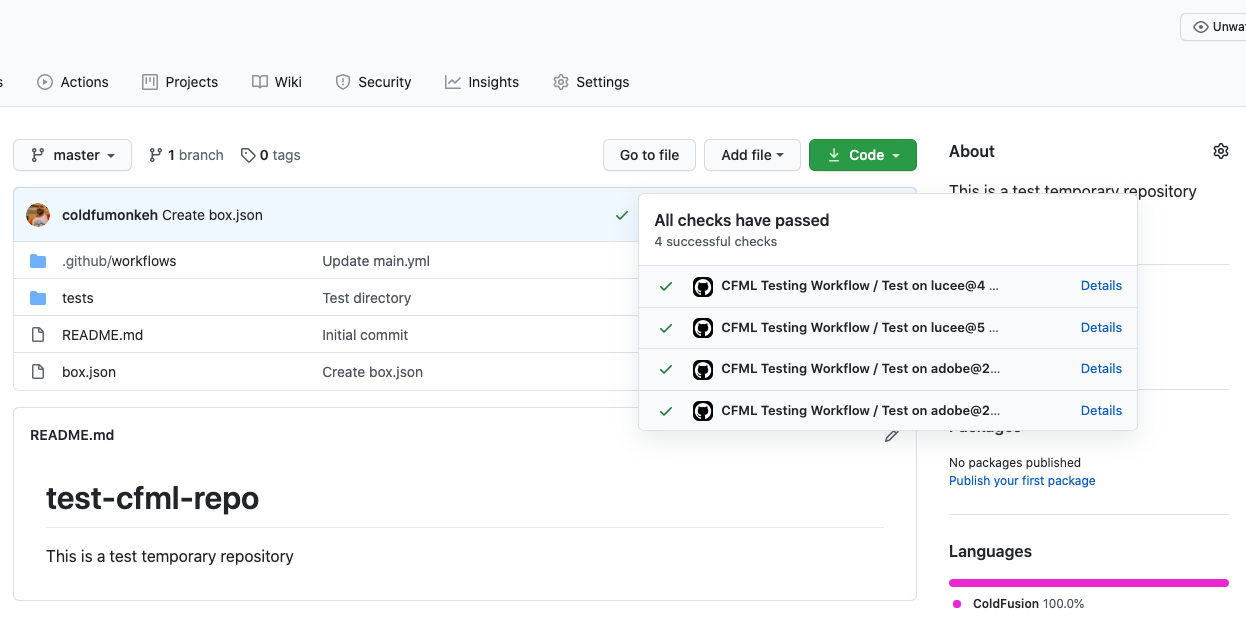 Unwa
s Actions Projects Wiki Security Insights Settings
master 1 branch 0 tags Go to file Add file Code
About
This is a test temporary repository
coldfumonkeh Create box.json
All checks have passed
4 successful checks
.github/workflows Update main.yml
tests Test directory
README.md Initial commit
box.json Create box.json
CFML Testing Workflow / Test on lucee@4 ... Details
CFML Testing Workflow / Test on lucee@5 ... Details
CFML Testing Workflow / Test on adobe@2... Details
CFML Testing Workflow / Test on adobe@2... Details
README.md
test-cfml-repo
This is a test temporary repository
Packages
No packages published
Publish your first package
Languages
ColdFusion 100.0%